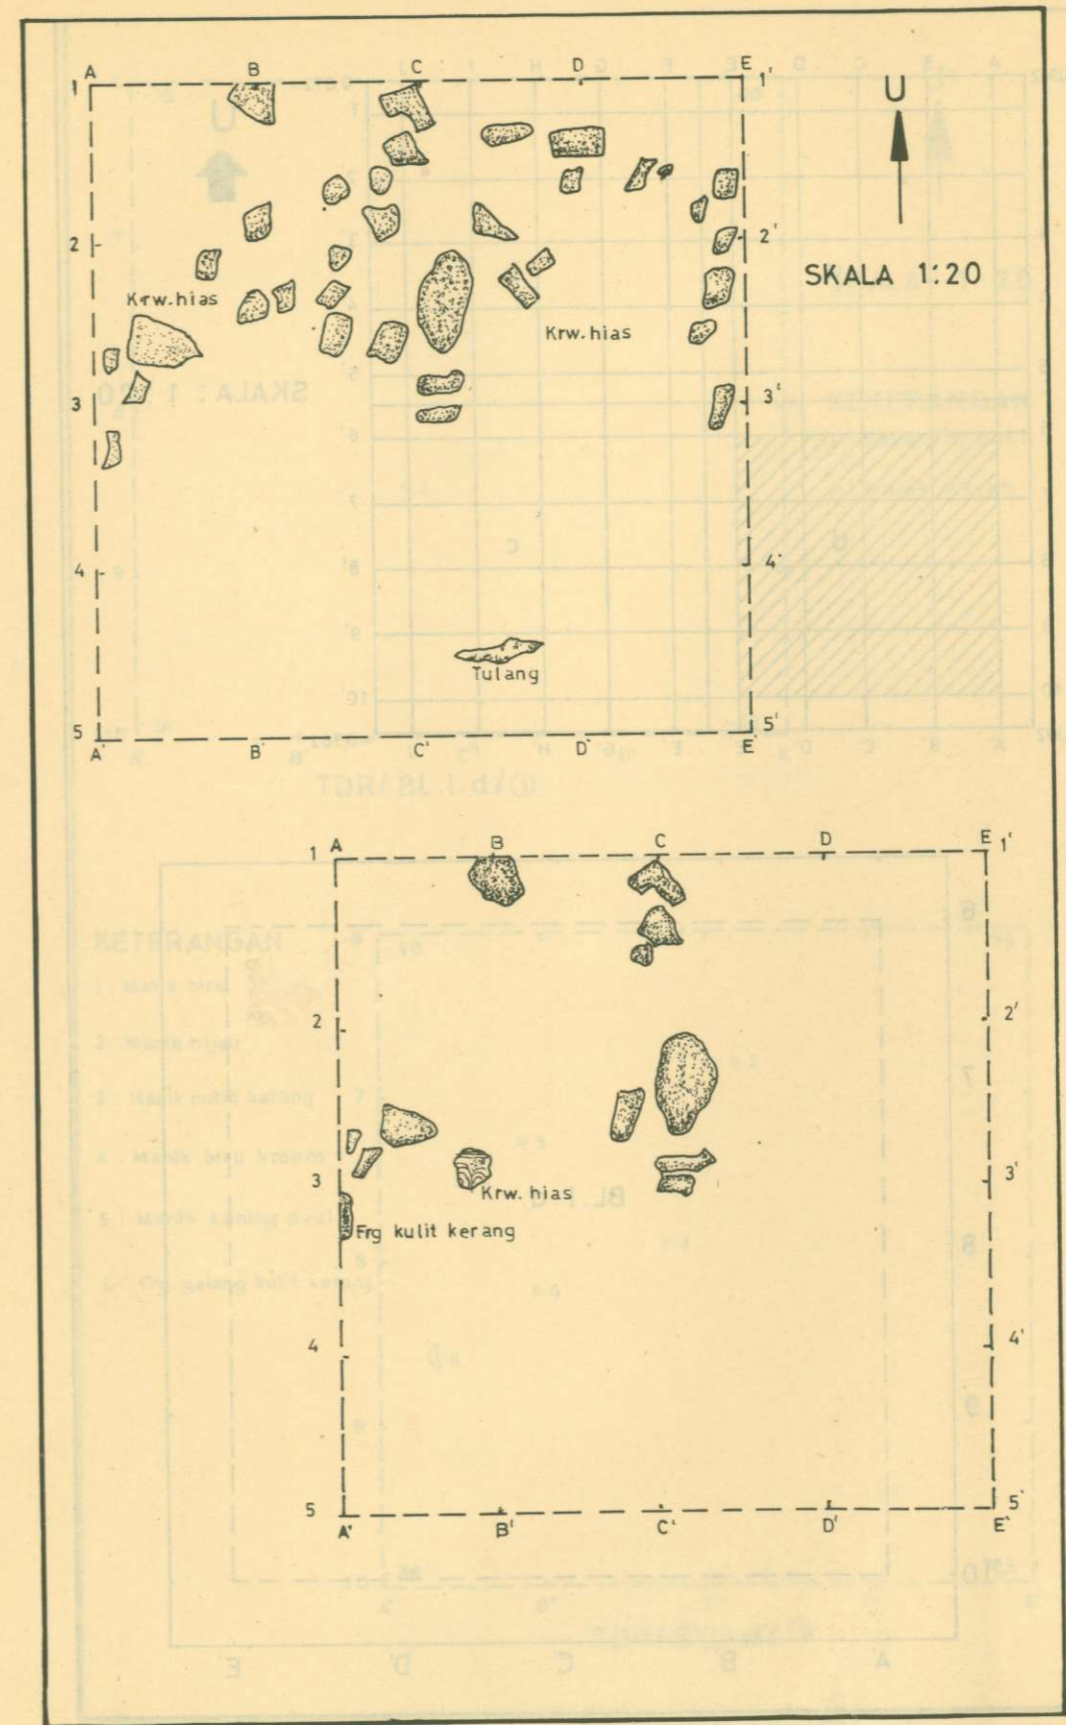 A B C D E
1 1'
U
2 2'
SKALA 1:20
Krw.hias
Krw.hias
3 3'
4 4'
Tulang
5 5'
A' B' C' D' E'
A B C D E
1 1'
2 2'
3 3'
Krw. hias
Frg kulit kerang
4 4'
5 5'
A' B' C' D' E'